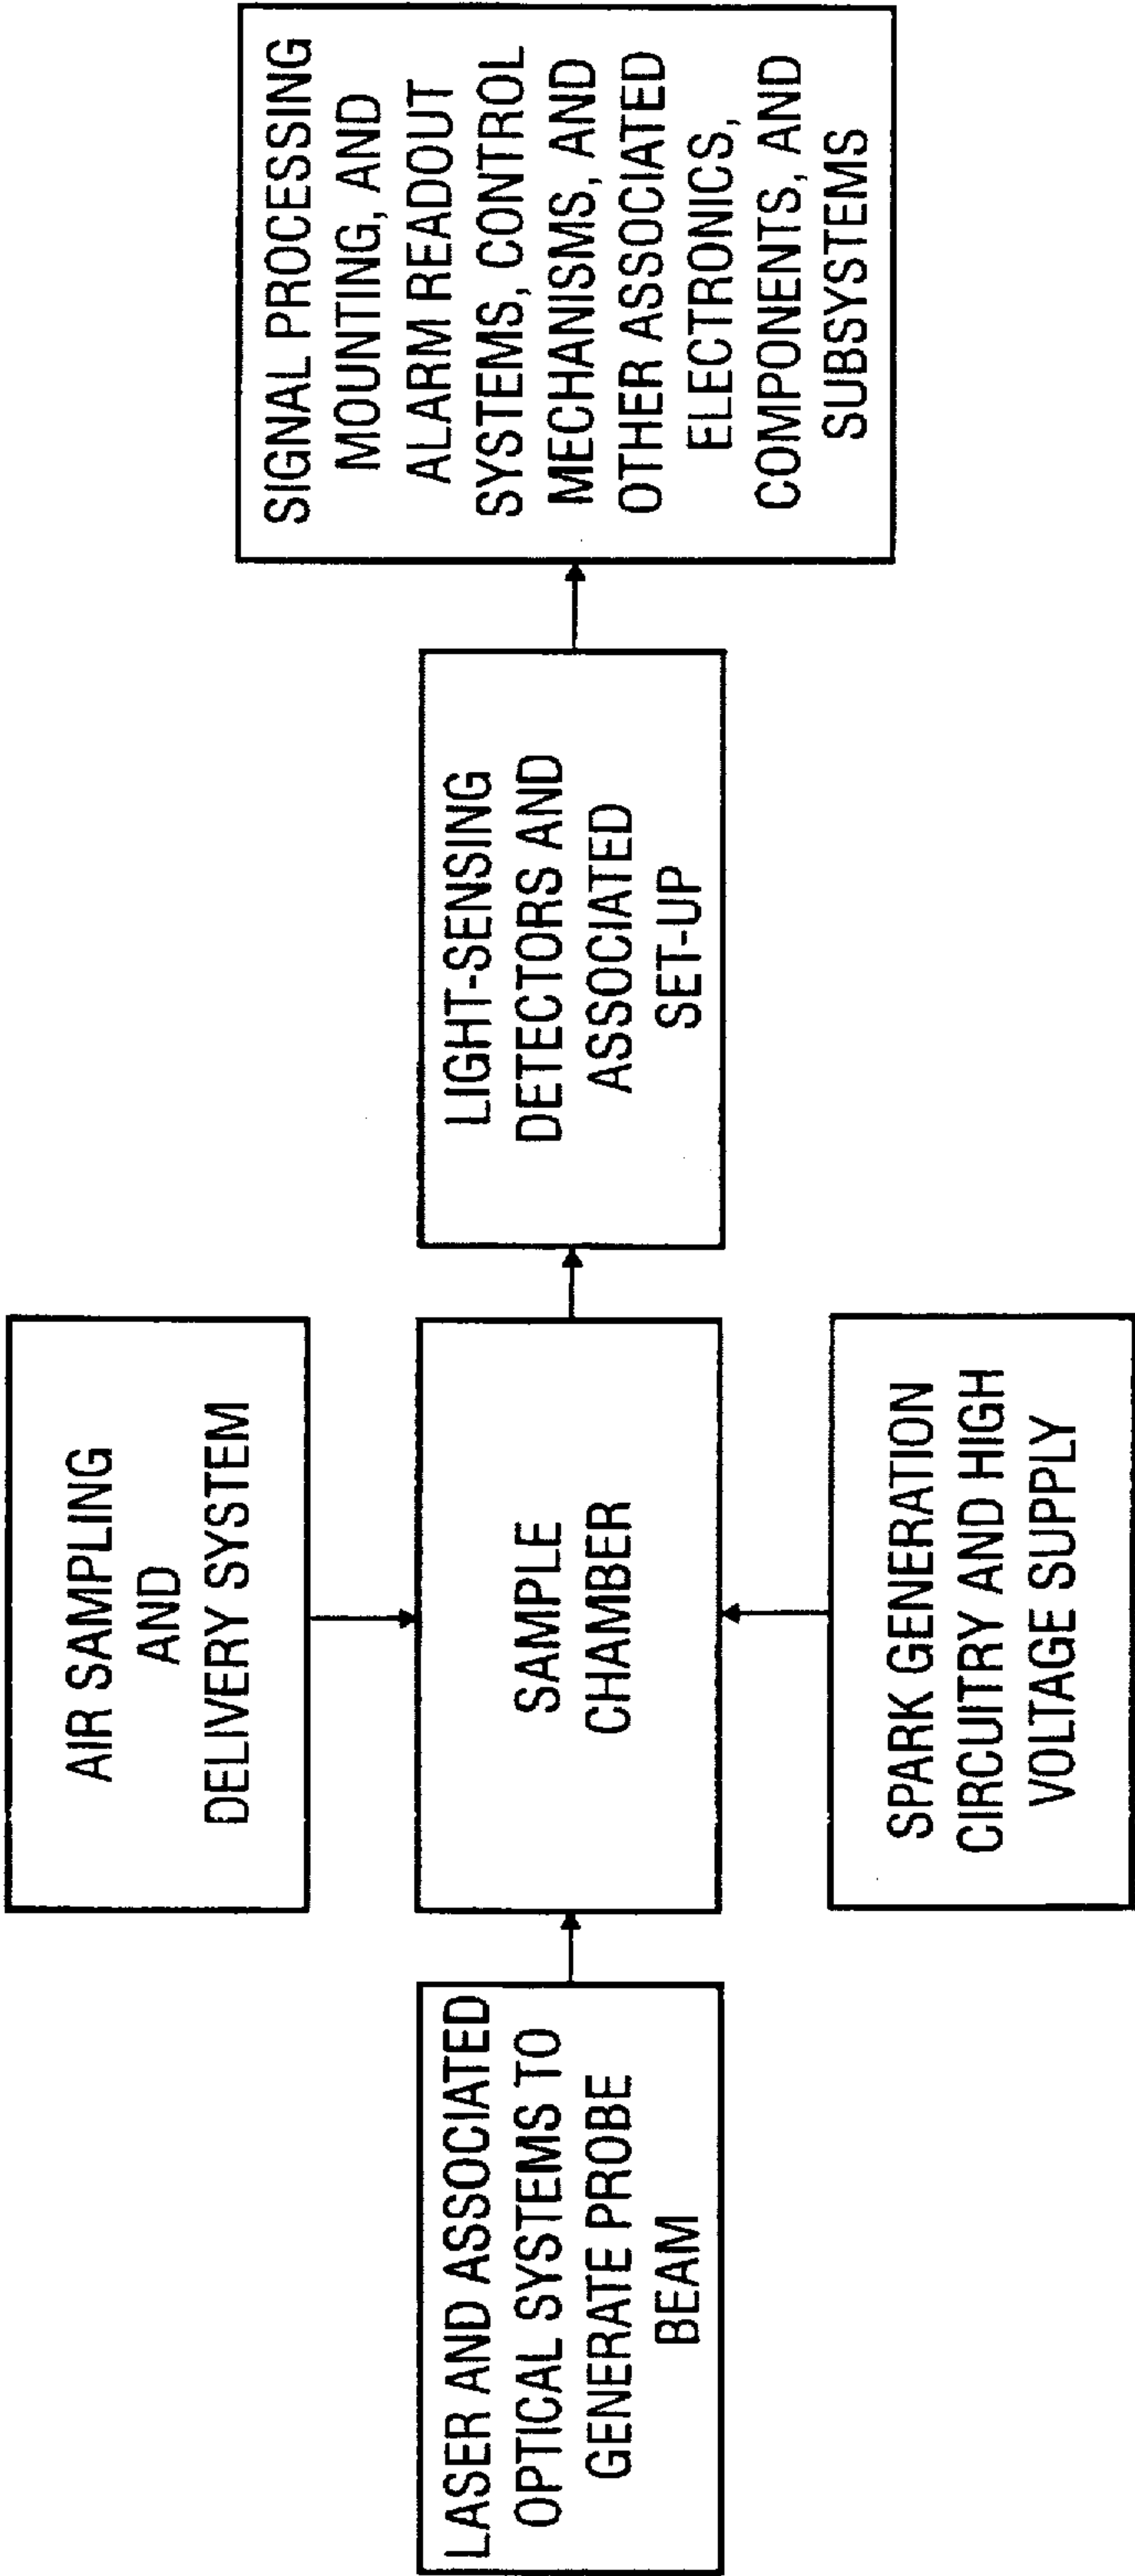 AIR SAMPLING
AND
DELIVERY SYSTEM
LASER AND ASSOCIATED
OPTICAL SYSTEMS TO
GENERATE PROBE
BEAM
SAMPLE
CHAMBER
SPARK GENERATION
CIRCUITRY AND HIGH
VOLTAGE SUPPLY
LIGHT-SENSING
DETECTORS AND
ASSOCIATED
SET-UP
SIGNAL PROCESSING
MOUNTING, AND
ALARM READOUT
SYSTEMS, CONTROL
MECHANISMS, AND
OTHER ASSOCIATED
ELECTRONICS,
COMPONENTS, AND
SUBSYSTEMS